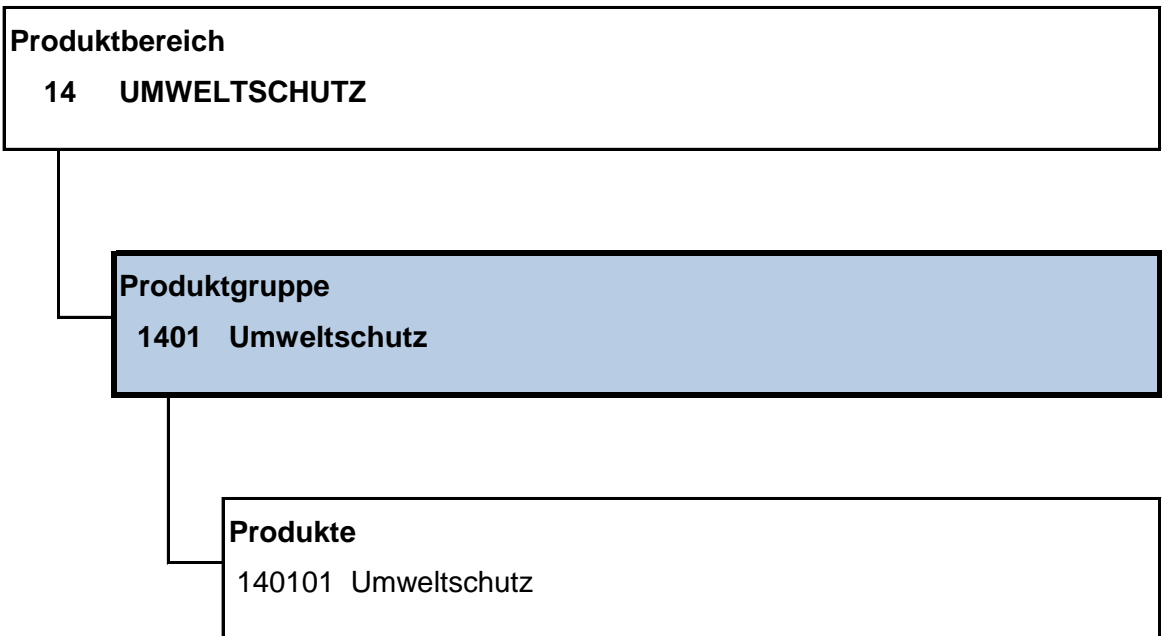 Produktbereich
14 UMWELTSCHUTZ
Produktgruppe
1401 Umweltschutz
Produkte
140101 Umweltschutz